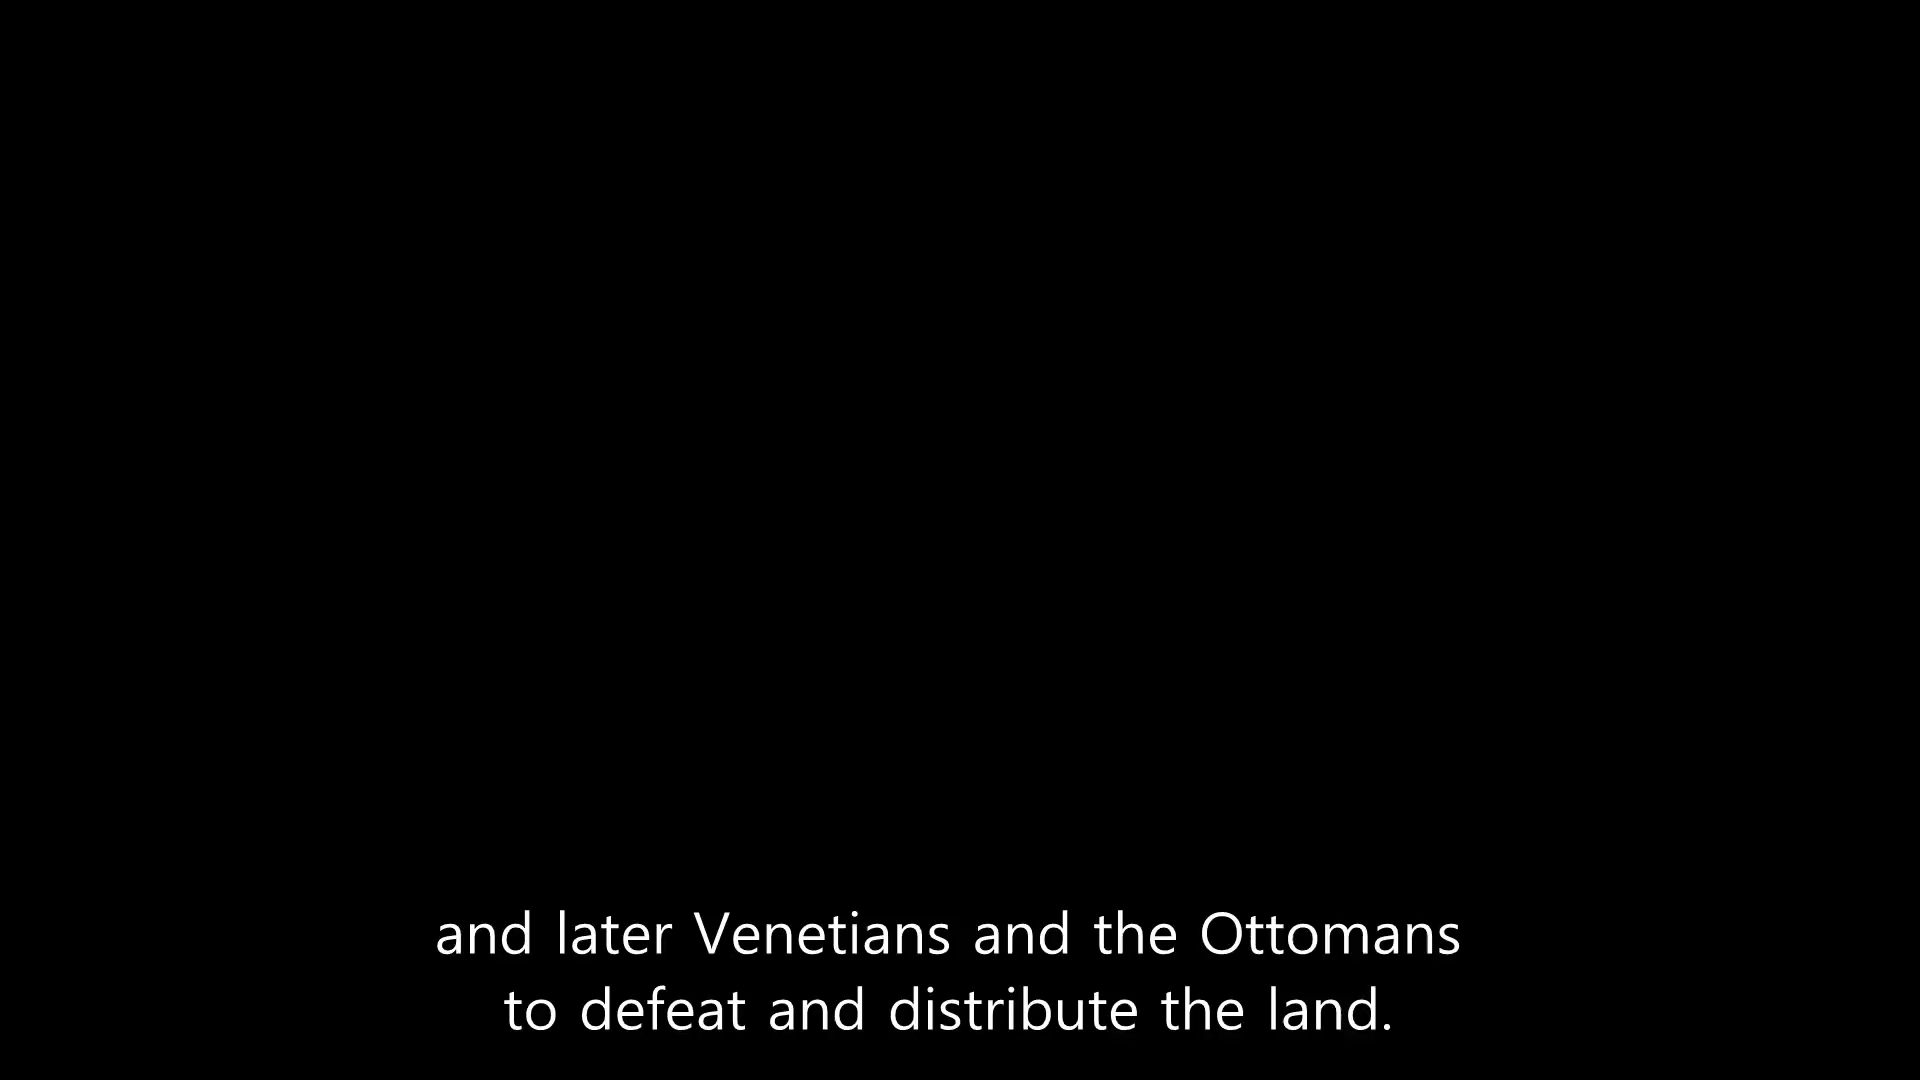 and later Venetians and the Ottomans
to defeat and distribute the land.